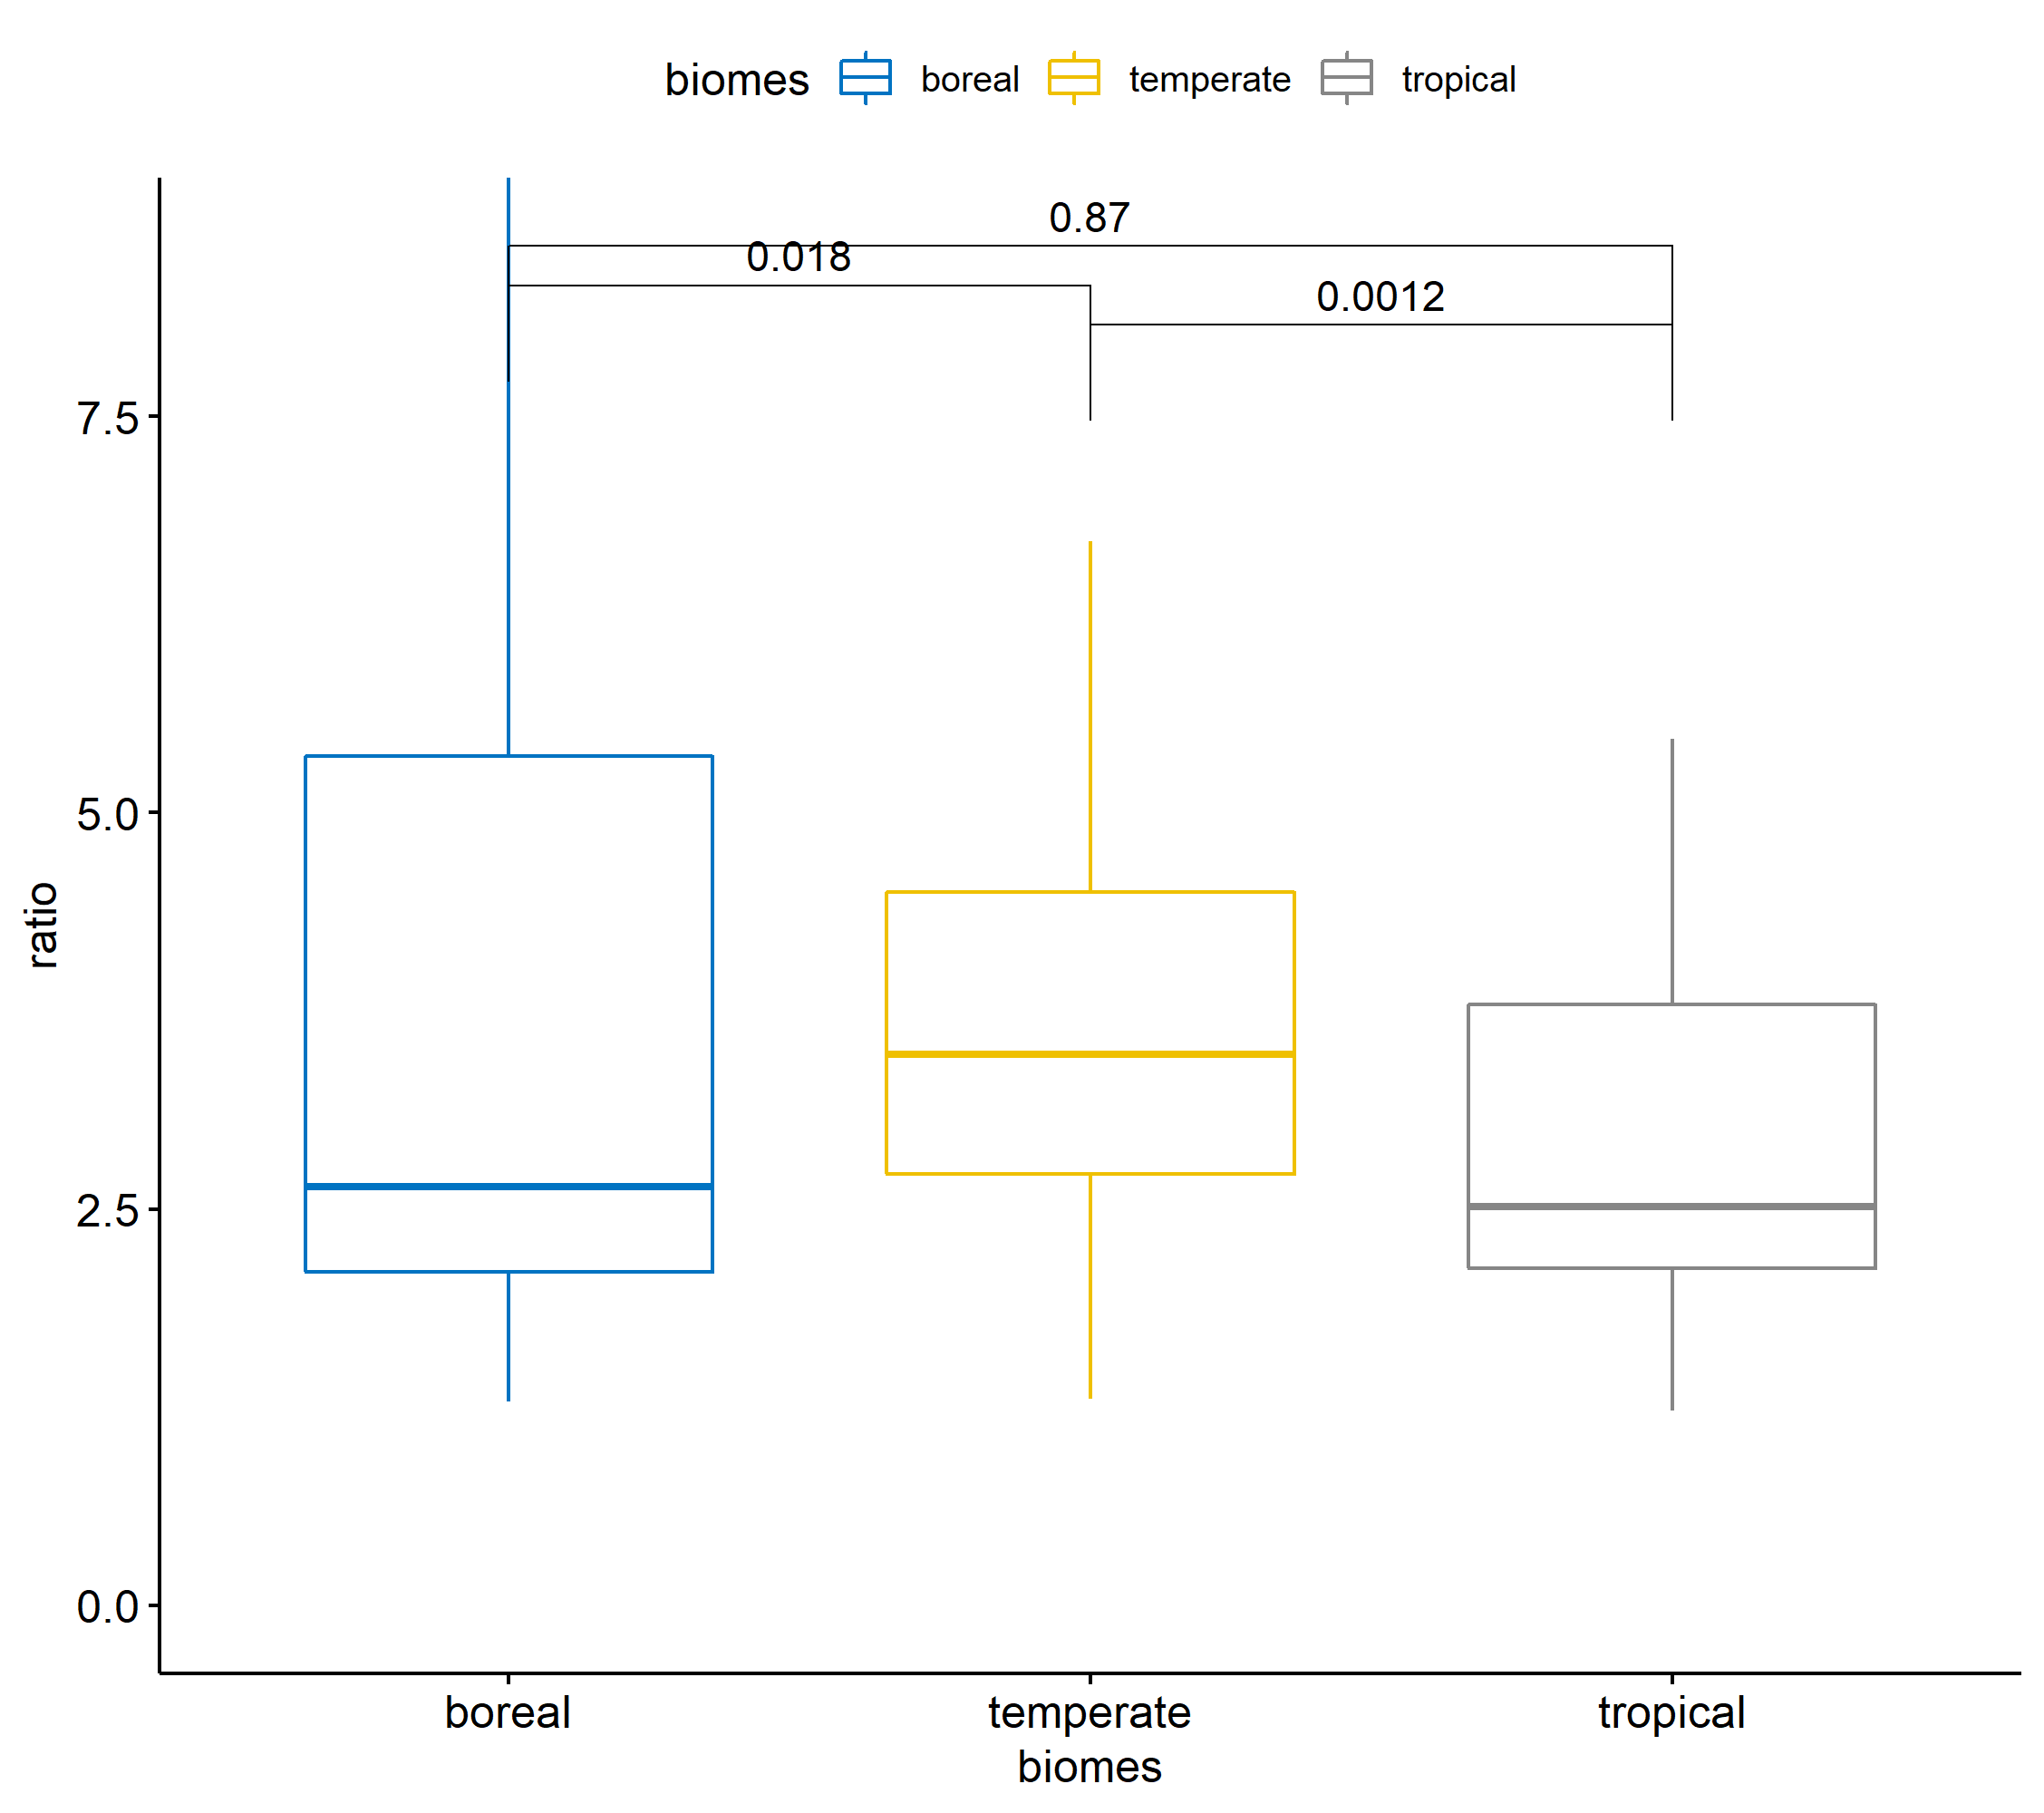 biomes boreal temperate tropical
0.87
0.018
0.0012
7.5
5.0
2.5
0.0
ratio
boreal temperate tropical
biomes